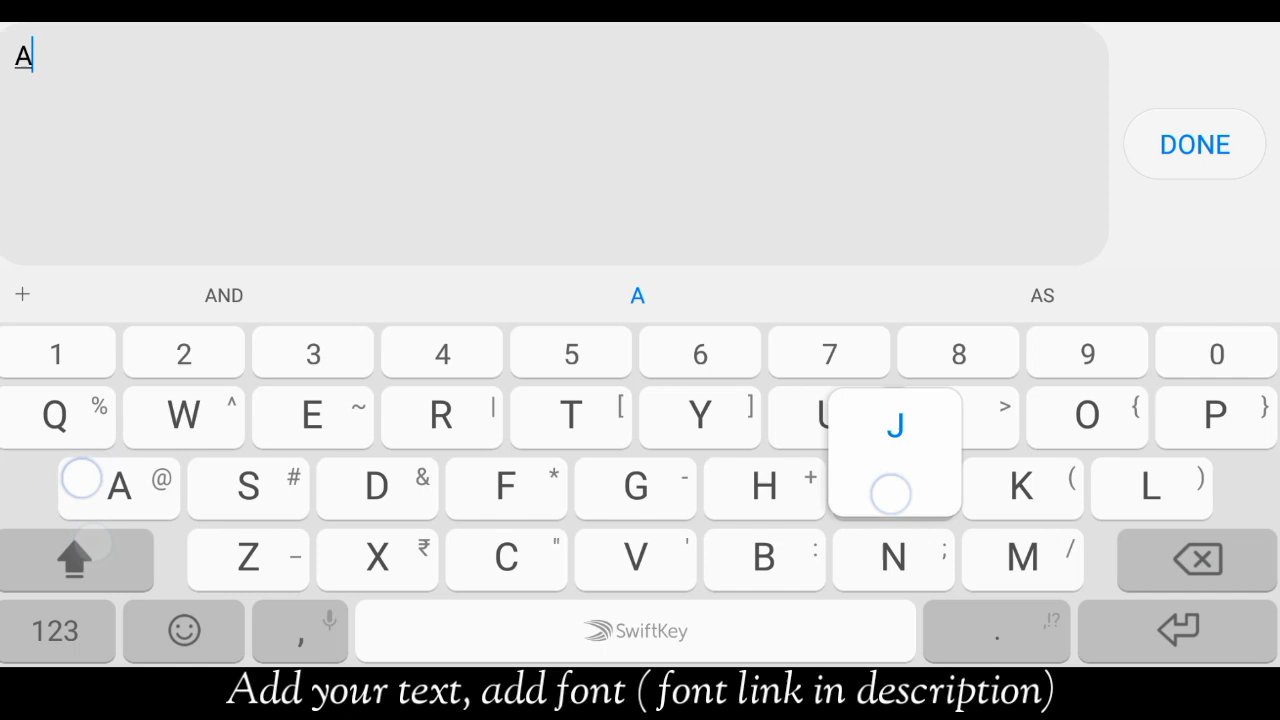 A
DONE
+ AND A AS
1 2 3 4 5 6 7 8 9 0
Q % W ^ E ~ R | T [ Y ] U J > O { P }
A @ S # D & F * G - H + K ( L )
Z _ X ₹ C " V ' B : N ; M /
123 , SwiftKey . ,!?
Add your text, add font ( font link in description)